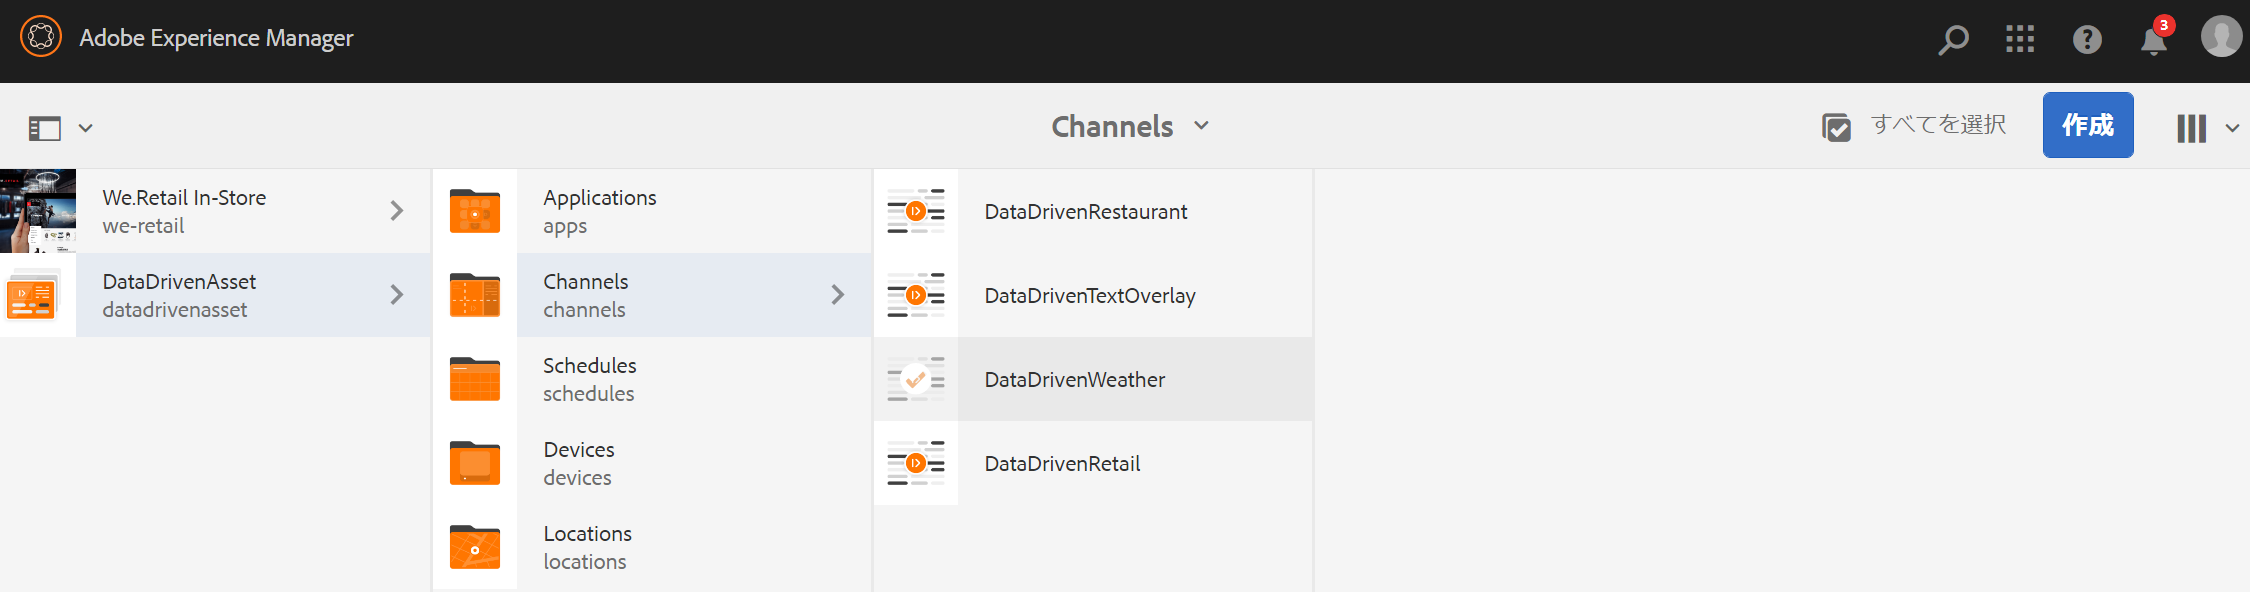 Adobe Experience Manager
3
Channels
すべてを選択
作成
We.Retail In-Store
we-retail
DataDrivenAsset
datadrivenasset
Applications
apps
Channels
channels
Schedules
schedules
Devices
devices
Locations
locations
DataDrivenRestaurant
DataDrivenTextOverlay
DataDrivenWeather
DataDrivenRetail